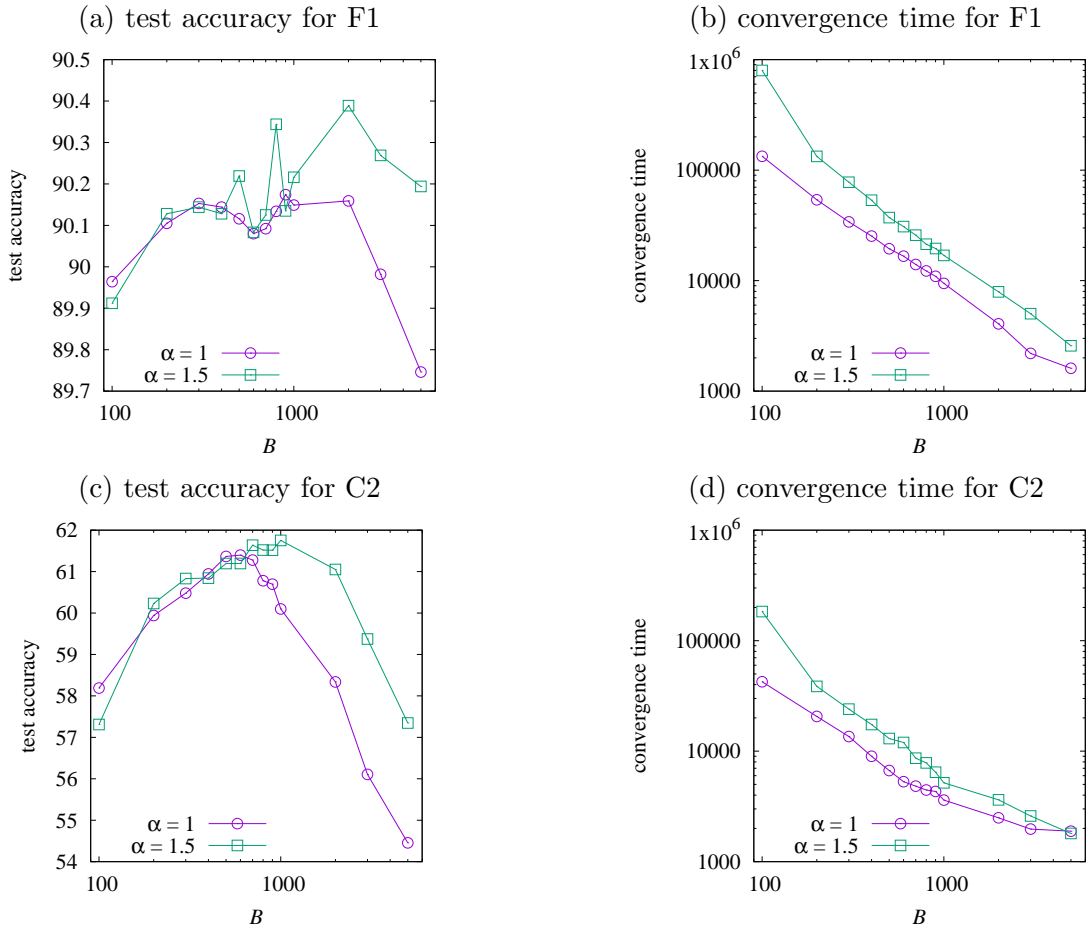 (a) test accuracy for F1
90.5
90.4
90.3
90.2
90.1
90
89.9
89.8
89.7
test accuracy
α = 1
α = 1.5
100
1000
B
(b) convergence time for F1
1x10⁶
100000
10000
1000
convergence time
α = 1
α = 1.5
100
1000
B
(c) test accuracy for C2
62
61
60
59
58
57
56
55
54
test accuracy
α = 1
α = 1.5
100
1000
B
(d) convergence time for C2
1x10⁶
100000
10000
1000
convergence time
α = 1
α = 1.5
100
1000
B